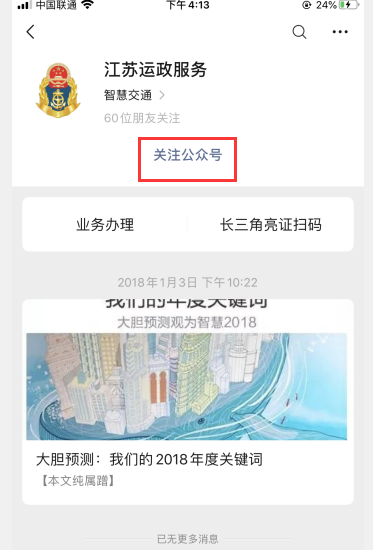 中国联通
下午4:13
24%
江苏运政服务
智慧交通
60位朋友关注
关注公众号
业务办理
长三角亮证扫码
2018年1月3日 下午10:22
我们的年度关键词
大胆预测观为智慧2018
大胆预测：我们的2018年度关键词
【本文纯属蹭】
已无更多消息